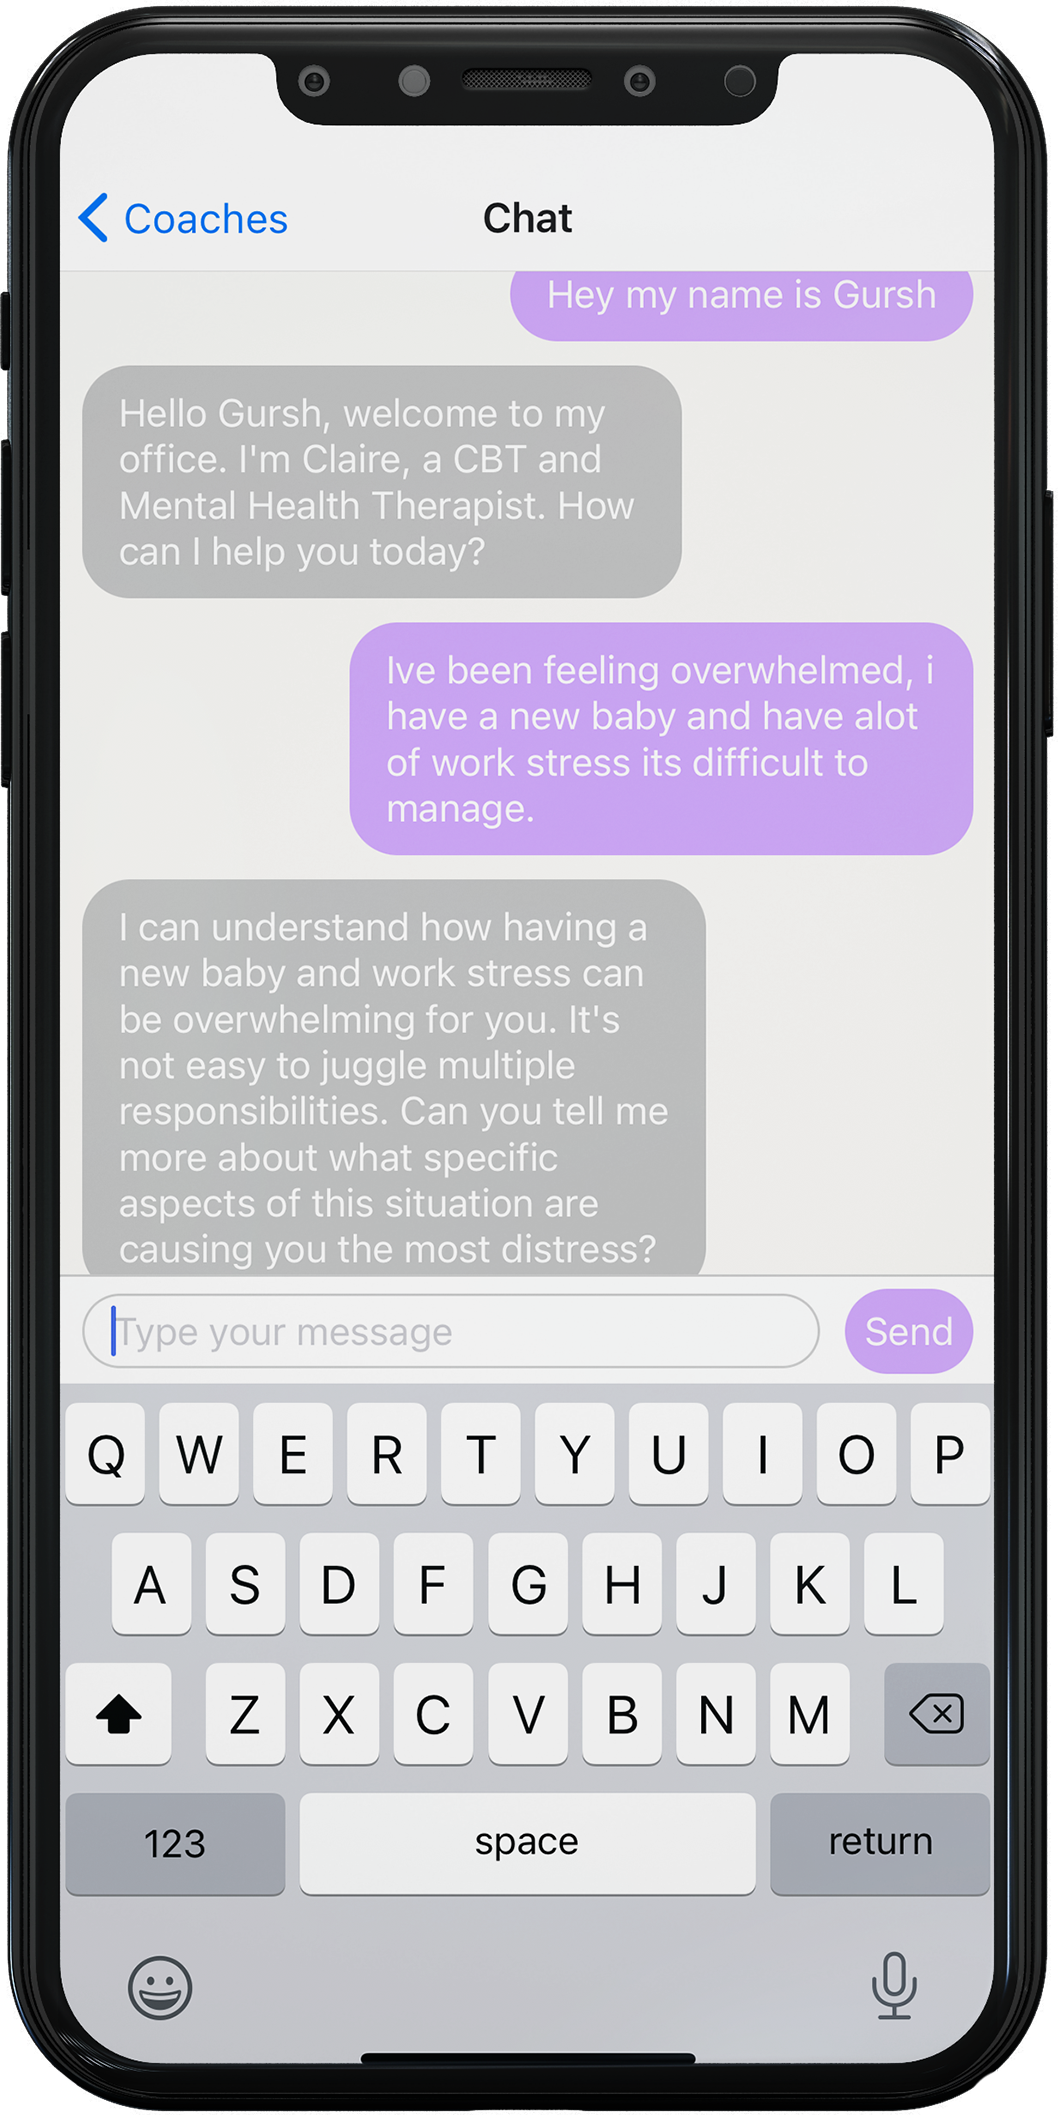 Coaches
Chat
Hey my name is Gursh
Hello Gursh, welcome to my
office. I'm Claire, a CBT and
Mental Health Therapist. How
can I help you today?
Ive been feeling overwhelmed, i
have a new baby and have alot
of work stress its difficult to
manage.
I can understand how having a
new baby and work stress can
be overwhelming for you. It's
not easy to juggle multiple
responsibilities. Can you tell me
more about what specific
aspects of this situation are
causing you the most distress?
Type your message
Send
Q W E R T Y U I O P
A S D F G H J K L
Z X C V B N M
123 space return